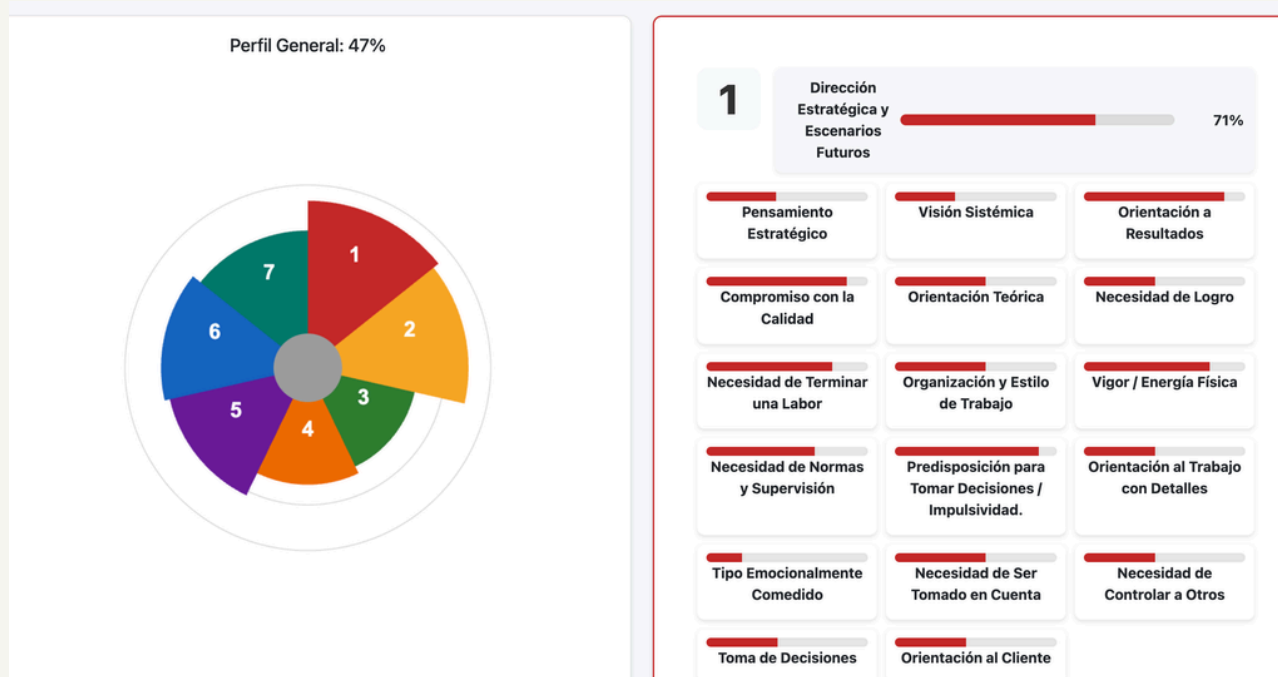 Perfil General: 47%
1
2
3
4
5
6
7
1
Dirección
Estratégica y
Escenarios
Futuros
71%
Pensamiento
Estratégico
Visión Sistémica
Orientación a
Resultados
Compromiso con la
Calidad
Orientación Teórica
Necesidad de Logro
Necesidad de Terminar
una Labor
Organización y Estilo
de Trabajo
Vigor / Energía Física
Necesidad de Normas
y Supervisión
Predisposición para
Tomar Decisiones /
Impulsividad.
Orientación al Trabajo
con Detalles
Tipo Emocionalmente
Comedido
Necesidad de Ser
Tomado en Cuenta
Necesidad de
Controlar a Otros
Toma de Decisiones
Orientación al Cliente